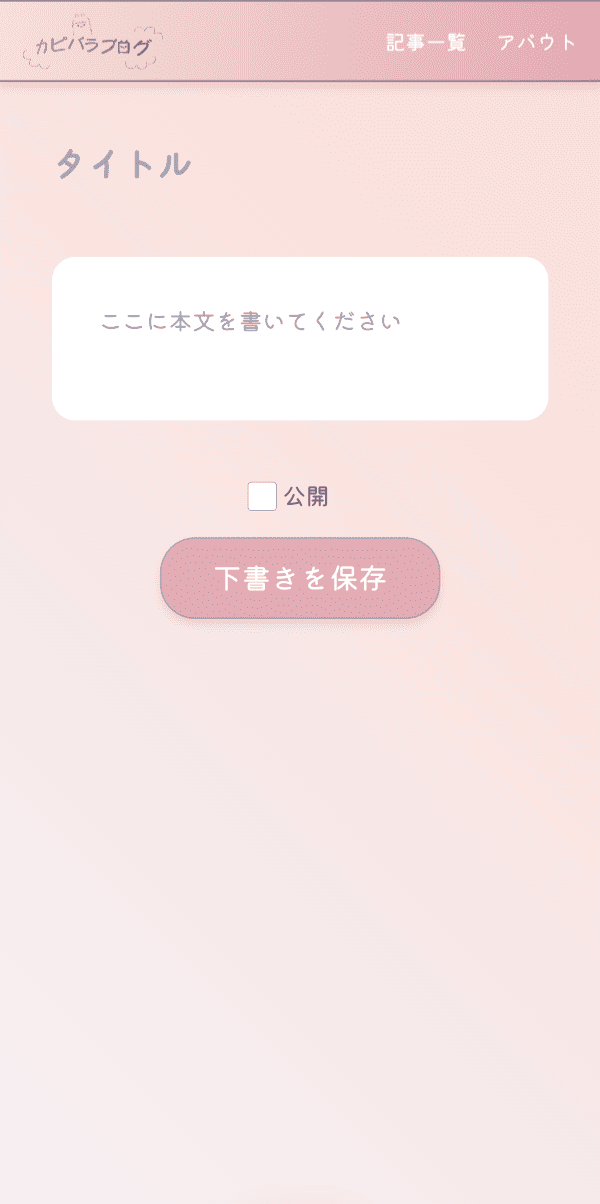 カピバラブログ
記事一覧 アバウト
タイトル
ここに本文を書いてください
公開
下書きを保存